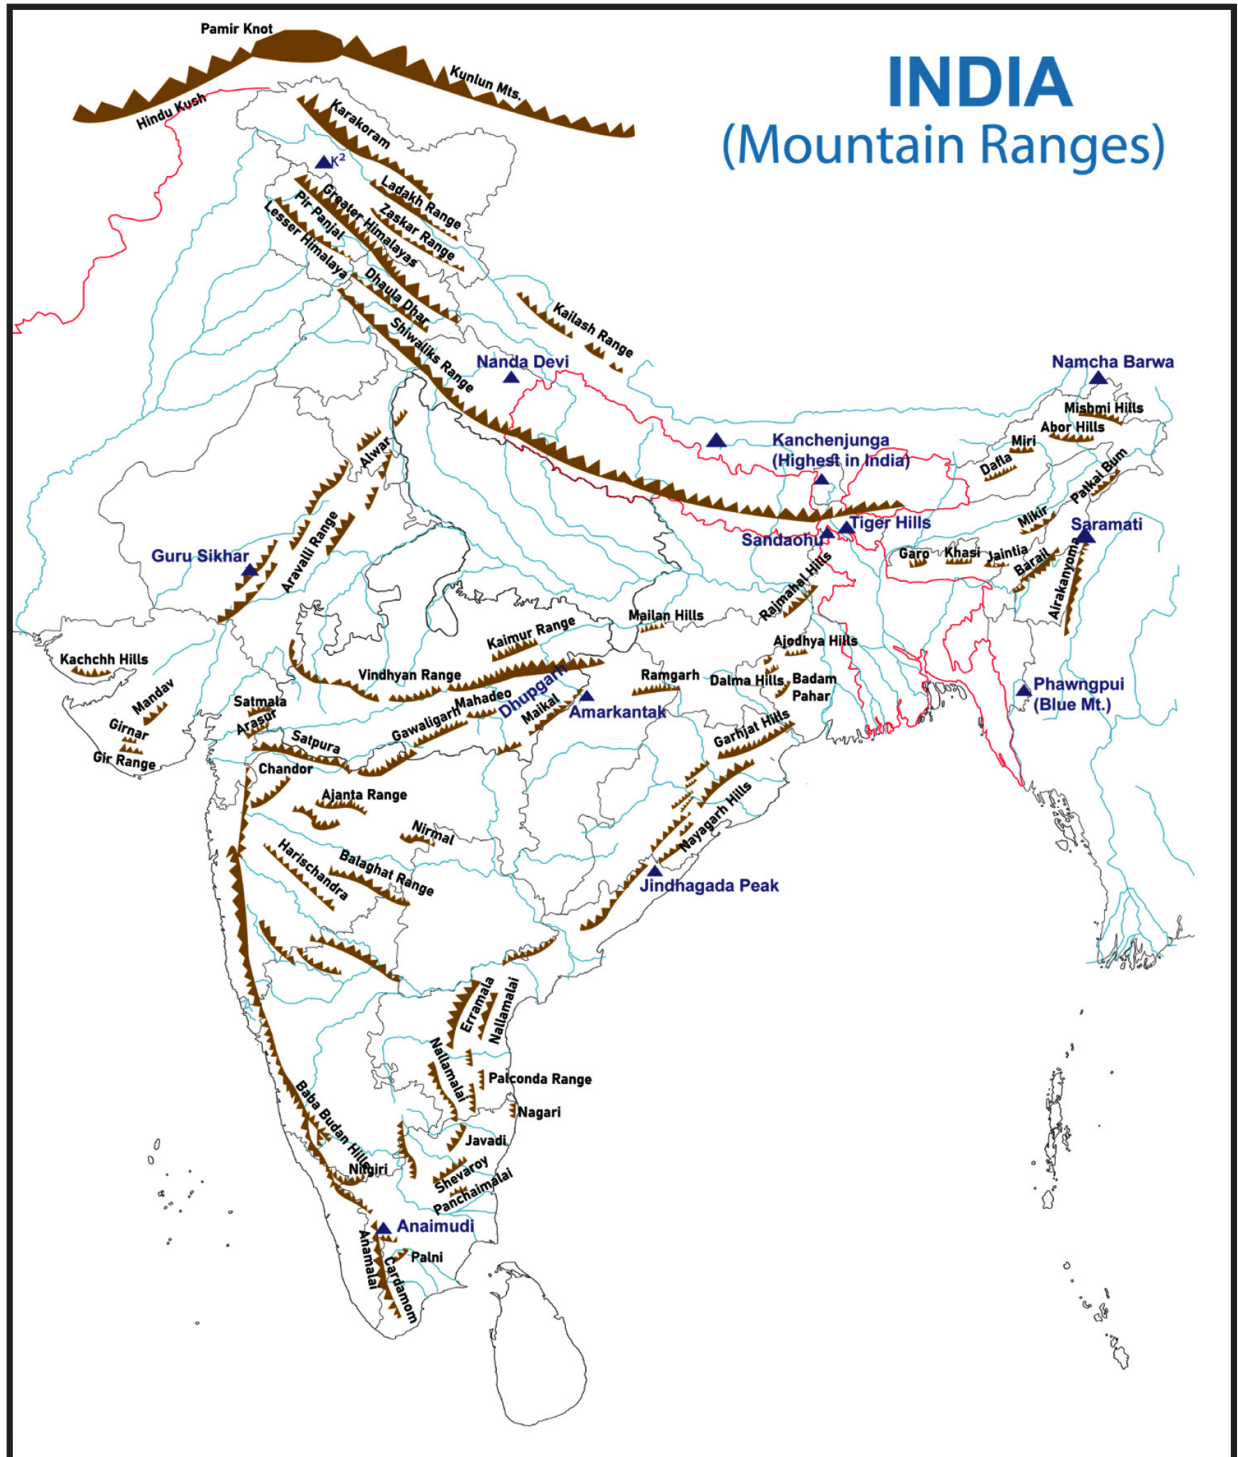 INDIA
(Mountain Ranges)
Pamir Knot
Hindu Kush
Kunlun Mts.
Karakoram
K²
Ladakh Range
Greater Himalayas
Zaskar Range
Pir Panjal
Lesser Himalaya
Dhaula Dhar
Kailash Range
Shiwaliks Range
Nanda Devi
Namcha Barwa
Mishmi Hills
Abor Hills
Miri
Dafla
Kanchenjunga
(Highest in India)
Patkai Bum
Alwar
Mikir
Tiger Hills
Saramati
Sandaohu
Aravalli Range
Guru Sikhar
Garo
Khasi
Jaintia
Barail
Airakanyoma
Rajmahal Hills
Mailan Hills
Kaimur Range
Ajodhya Hills
Kachchh Hills
Vindhyan Range
Ramgarh
Dalma Hills
Badam
Pahar
Phawngpui
(Blue Mt.)
Mandav
Satmala
Dhupgarh
Mahadeo
Maikal
Amarkantak
Girnar
Arasur
Gawaligarh
Garhjat Hills
Gir Range
Satpura
Chandor
Ajanta Range
Nayagarh Hills
Nirmal
Harischandra
Balaghat Range
Jindhagada Peak
Erramala
Nallamalai
Nallamalai
Palconda Range
Nagari
Baba Budan Hills
Javadi
Nilgiri
Shevaroy
Panchaimalai
Anaimudi
Anamalai
Palni
Cardamom